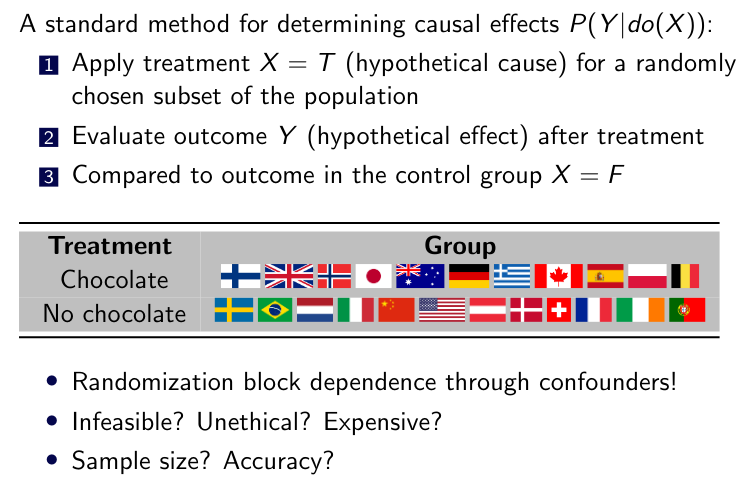 A standard method for determining causal effects P(Y|do(X)):
1 Apply treatment X = T (hypothetical cause) for a randomly
chosen subset of the population
2 Evaluate outcome Y (hypothetical effect) after treatment
3 Compared to outcome in the control group X = F
Treatment Group
Chocolate
No chocolate
• Randomization block dependence through confounders!
• Infeasible? Unethical? Expensive?
• Sample size? Accuracy?